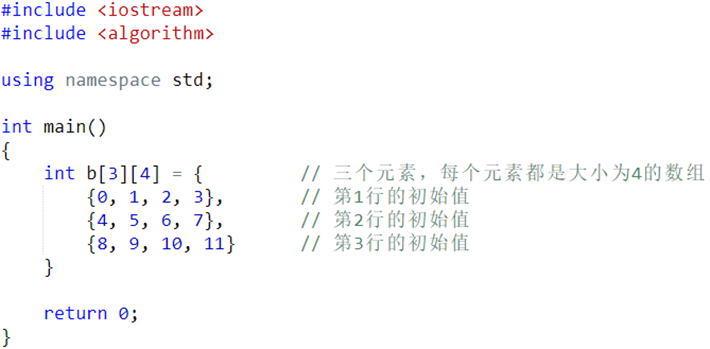 #include <iostream>
#include <algorithm>
using namespace std;
int main()
{
int b[3][4] = { // 三个元素，每个元素都是大小为4的数组
{0, 1, 2, 3}, // 第1行的初始值
{4, 5, 6, 7}, // 第2行的初始值
{8, 9, 10, 11} // 第3行的初始值
}
return 0;
}